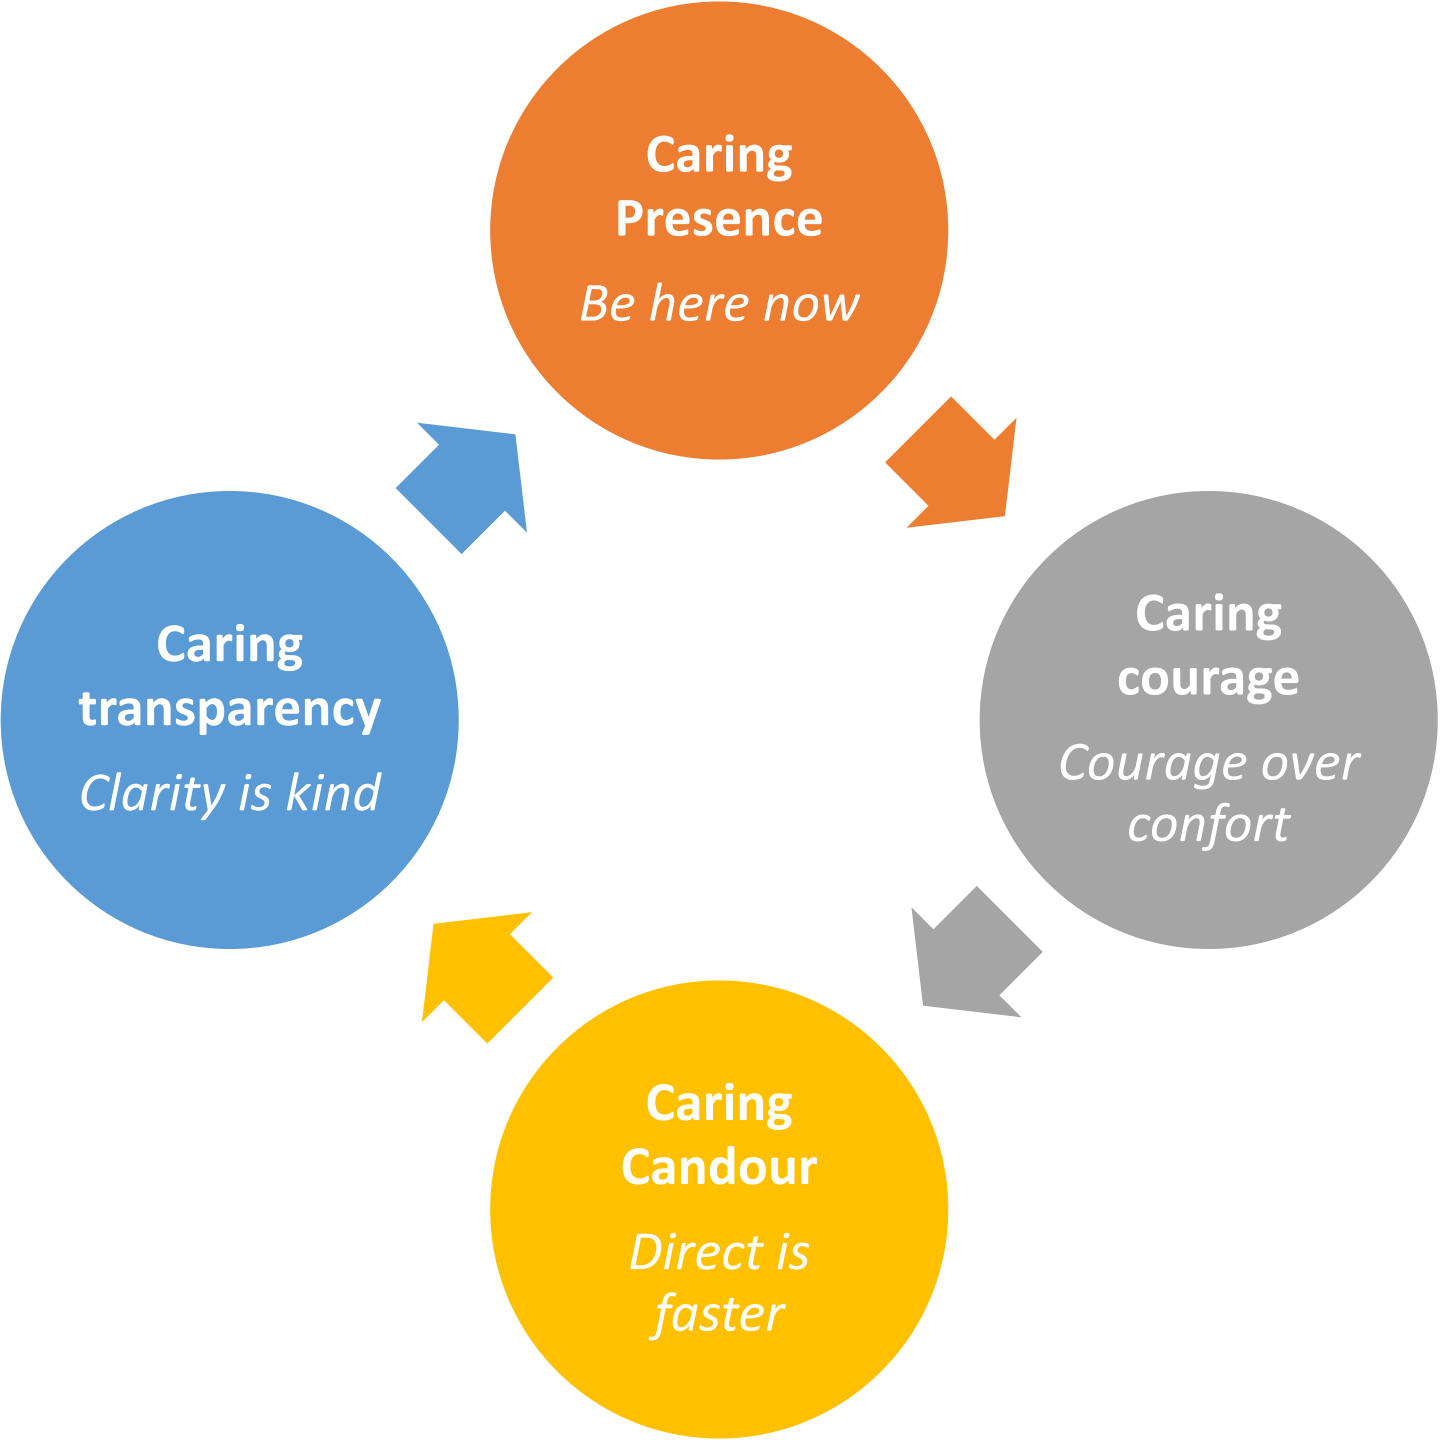 Caring
Presence
Be here now
Caring
courage
Courage over
confort
Caring
Candour
Direct is
faster
Caring
transparency
Clarity is kind